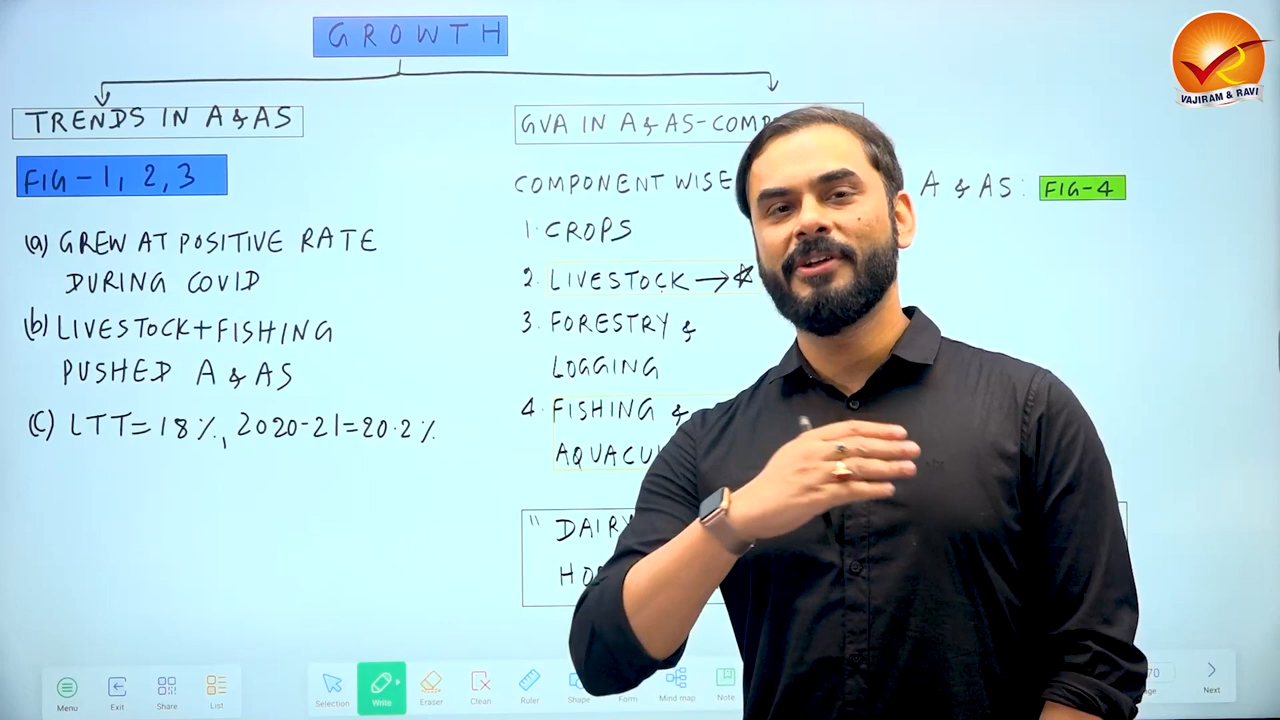 GROWTH
TRENDS IN A & AS
FIG-1, 2, 3
(a) GREW AT POSITIVE RATE
DURING COVID
(b) LIVESTOCK+FISHING
PUSHED A & AS
(C) LTT=18%, 2020-21=20.2%
GVA IN A & AS-COMP
COMPONENT WISE
A & AS:
FIG-4
1. CROPS
2. LIVESTOCK →
3. FORESTRY &
LOGGING
4. FISHING &
" DAIRY
VAJIRAM & RAVI
Menu
Exit
Share
List
Selection
Write
Eraser
Clean
Ruler
Shape
Form
Mind map
Note
70
Next